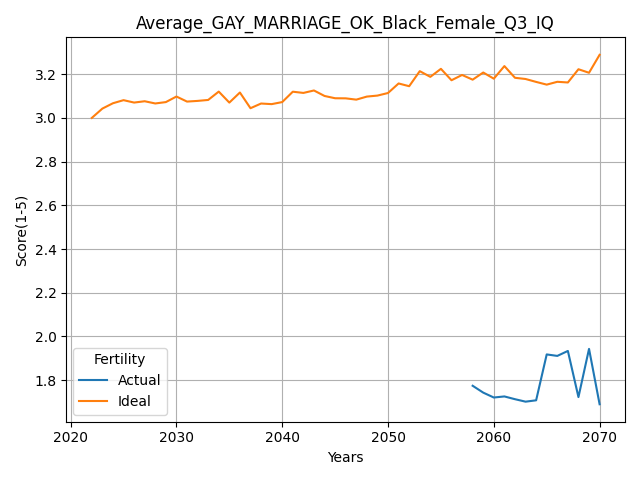 Average_GAY_MARRIAGE_OK_Black_Female_Q3_IQ
Score(1-5)
3.2
3.0
2.8
2.6
2.4
2.2
2.0
1.8
Fertility
Actual
Ideal
2020 2030 2040 2050 2060 2070
Years